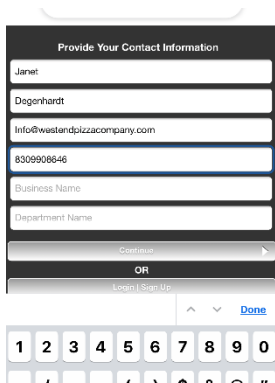 Provide Your Contact Information
Janet
Degenhardt
Info@westendpizzacompany.com
8309908646
Business Name
Department Name
Continue
OR
Login | Sign Up
Done
1 2 3 4 5 6 7 8 9 0